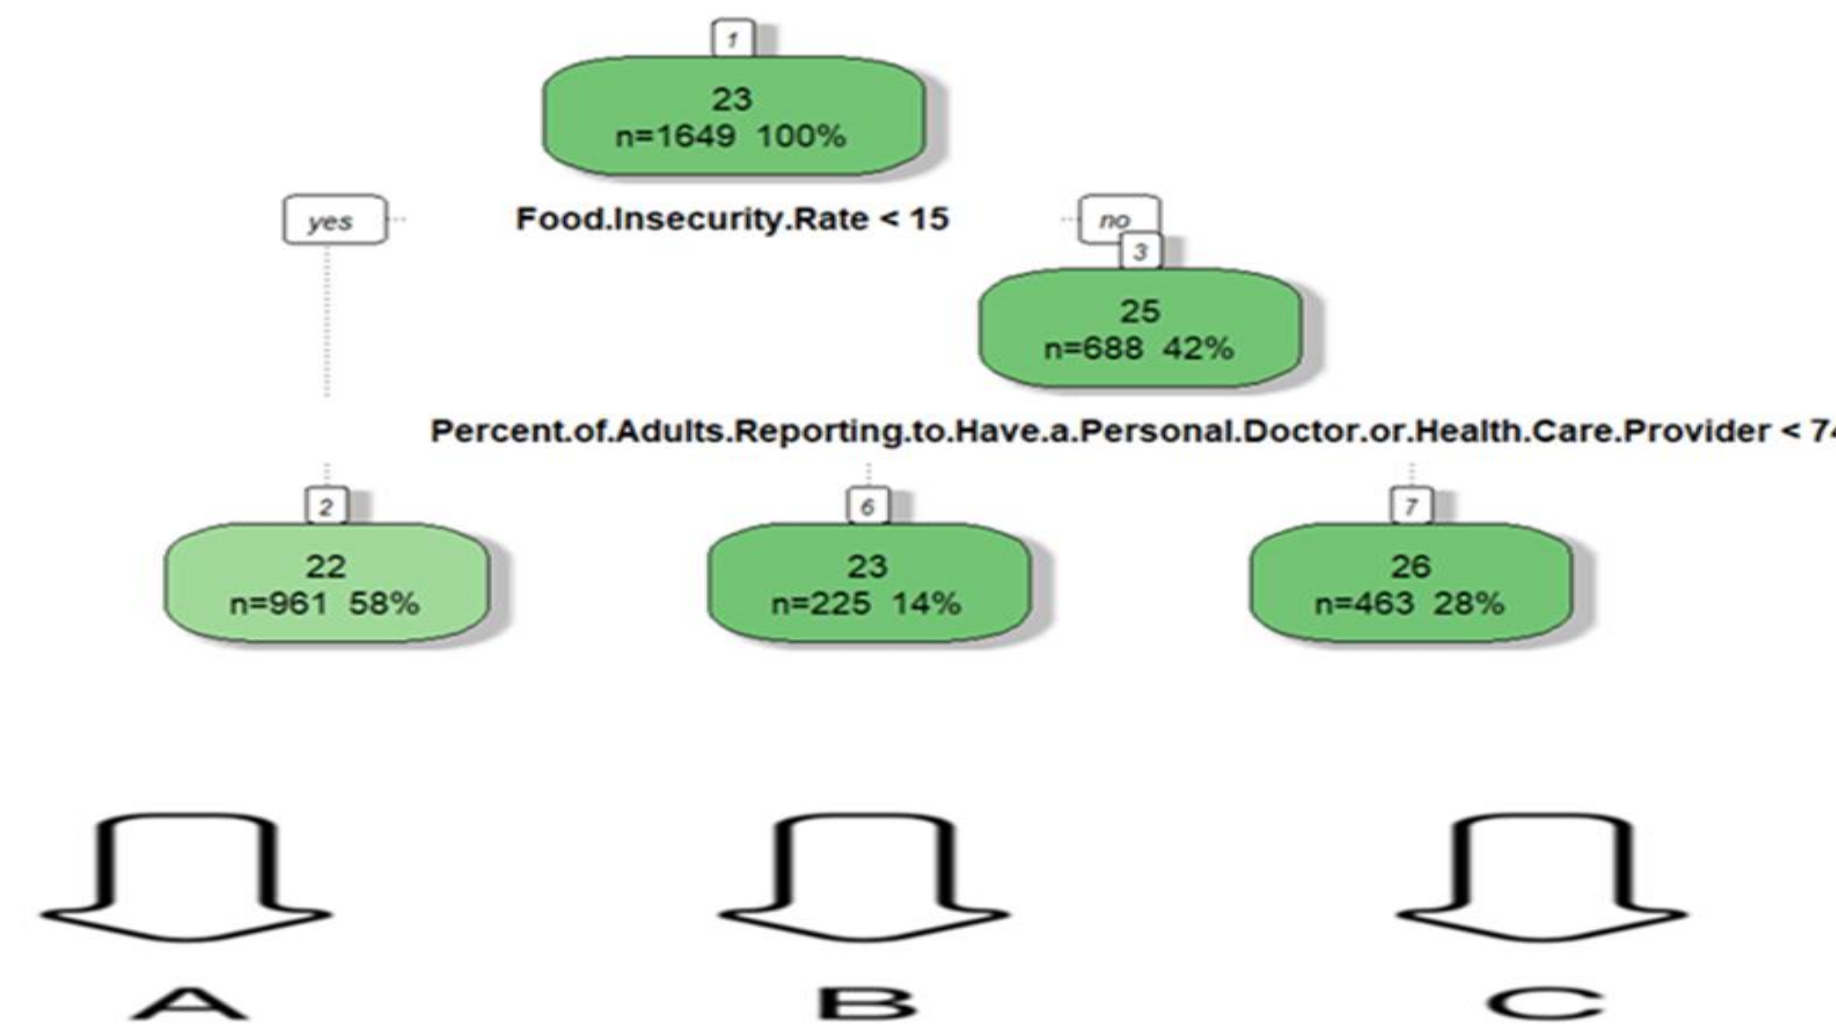 1
23
n=1649 100%
yes
Food.Insecurity.Rate < 15
no
3
25
n=688 42%
Percent.of.Adults.Reporting.to.Have.a.Personal.Doctor.or.Health.Care.Provider < 7
2
6
7
22
n=961 58%
23
n=225 14%
26
n=463 28%
A
B
C